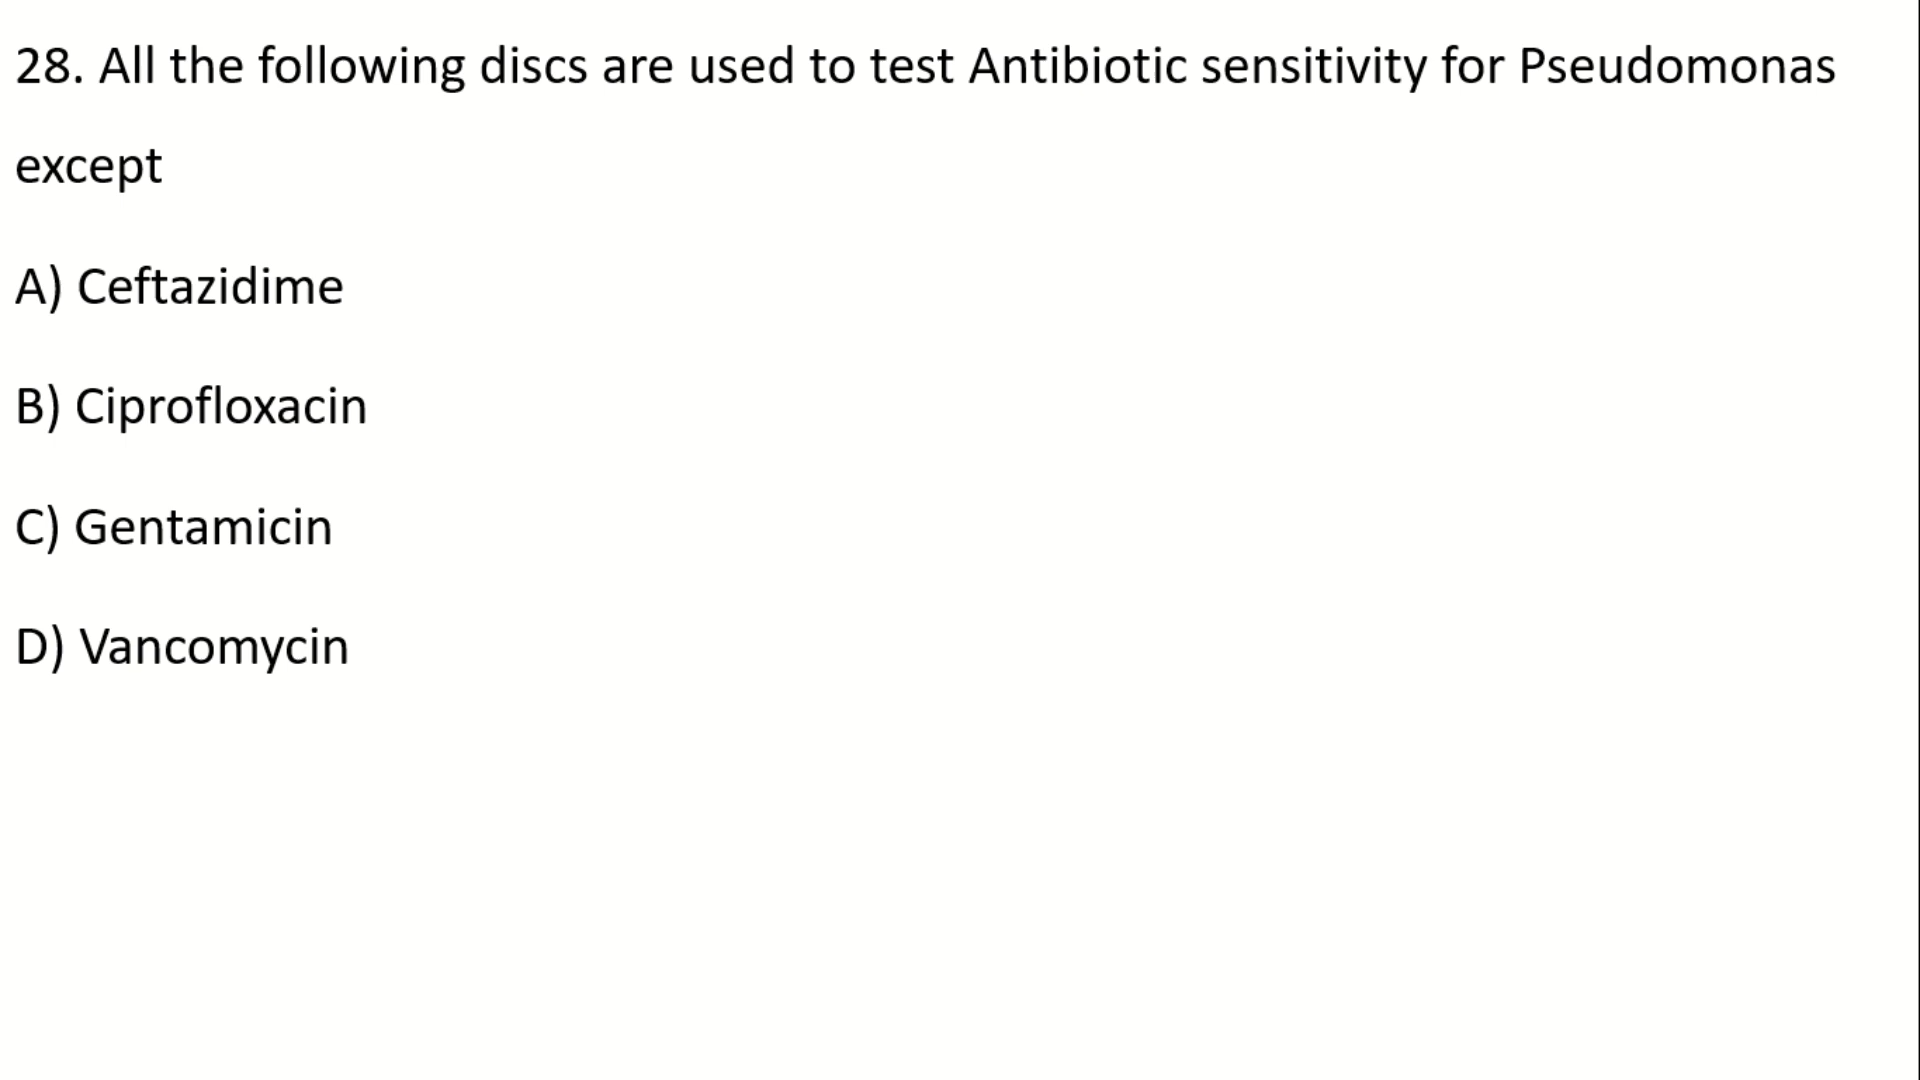 28. All the following discs are used to test Antibiotic sensitivity for Pseudomonas
except
A) Ceftazidime
B) Ciprofloxacin
C) Gentamicin
D) Vancomycin